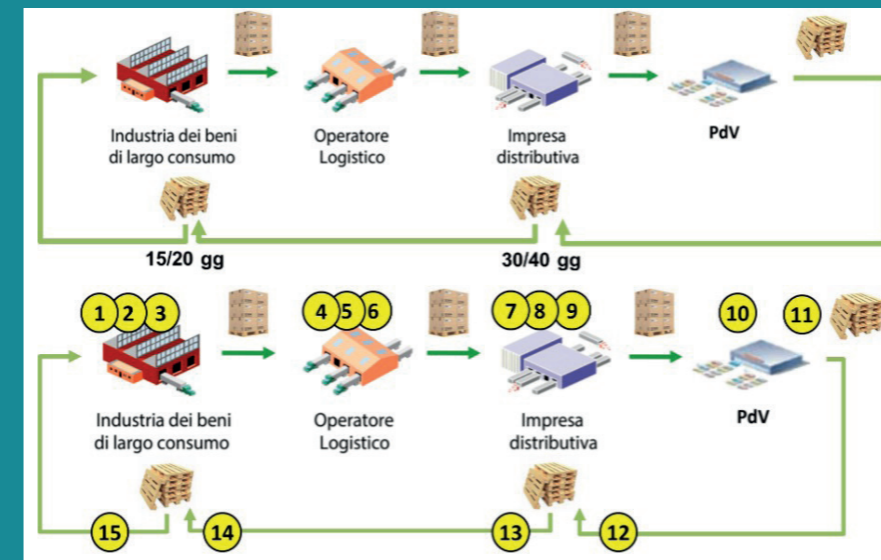 Industria dei beni
di largo consumo
Operatore
Logistico
Impresa
distributiva
PdV
15/20 gg
30/40 gg
1 2 3
4 5 6
7 8 9
10
11
Industria dei beni
di largo consumo
Operatore
Logistico
Impresa
distributiva
PdV
15
14
13
12